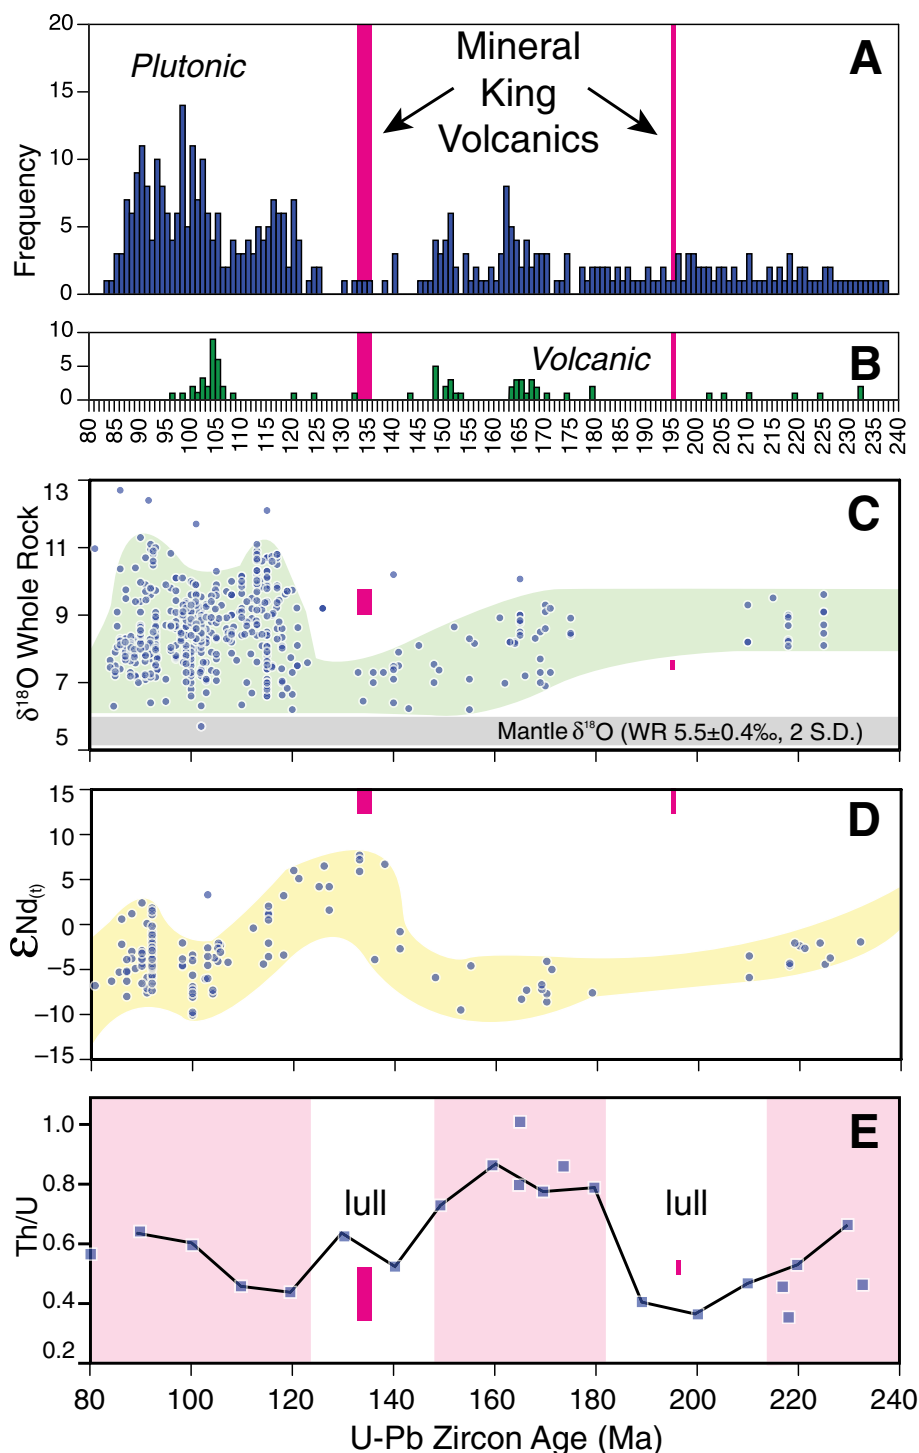 20
15
10
5
0
Frequency
Plutonic
Mineral
King
Volcanics
A
10
5
0
Volcanic
B
80 85 90 95 100 105 110 115 120 125 130 135 140 145 150 155 160 165 170 175 180 185 190 195 200 205 210 215 220 225 230 235 240
13
11
9
7
5
δ18O Whole Rock
C
Mantle δ18O (WR 5.5±0.4‰, 2 S.D.)
15
10
5
0
−5
−10
−15
εNd(t)
D
1.0
0.8
0.6
0.4
0.2
Th/U
lull
lull
E
80 100 120 140 160 180 200 220 240
U-Pb Zircon Age (Ma)